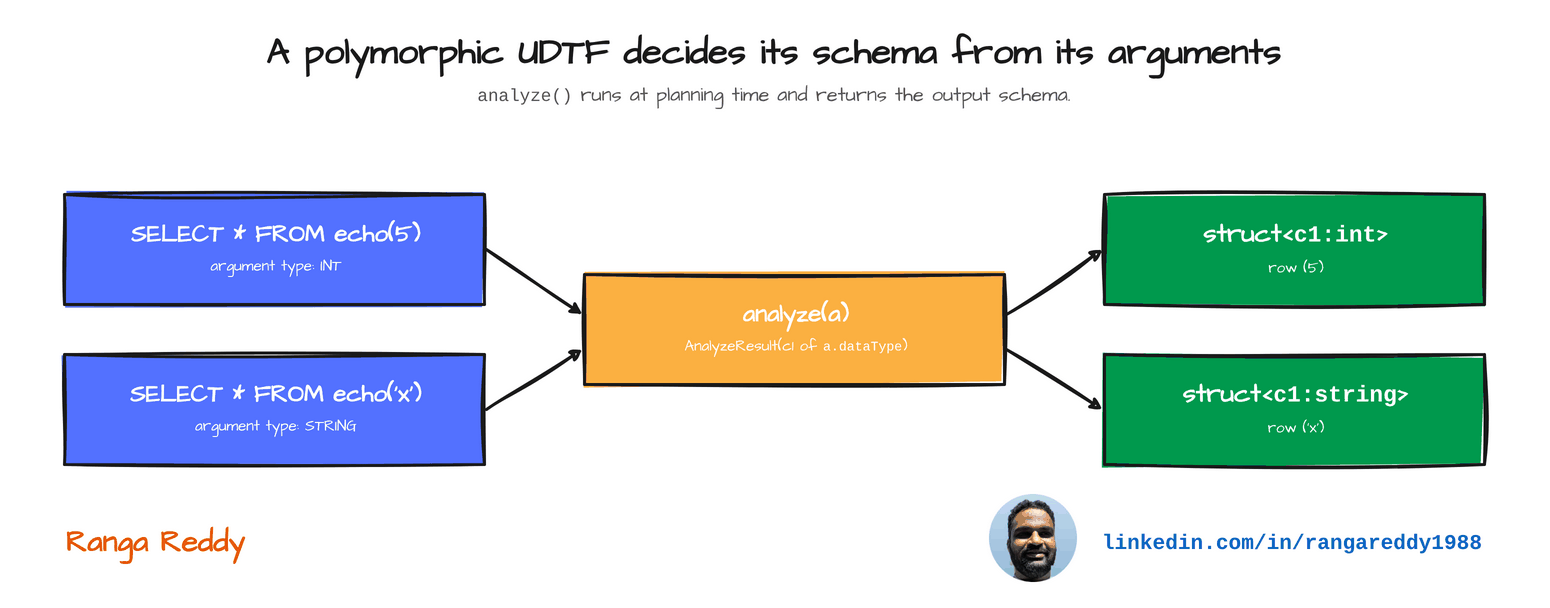 A polymorphic UDTF decides its schema from its arguments
analyze() runs at planning time and returns the output schema.
SELECT * FROM echo(5)
argument type: INT
SELECT * FROM echo('x')
argument type: STRING
analyze(a)
AnalyzeResult(c1 of a.dataType)
struct<c1:int>
row (5)
struct<c1:string>
row ('x')
Ranga Reddy
linkedin.com/in/rangareddy1988